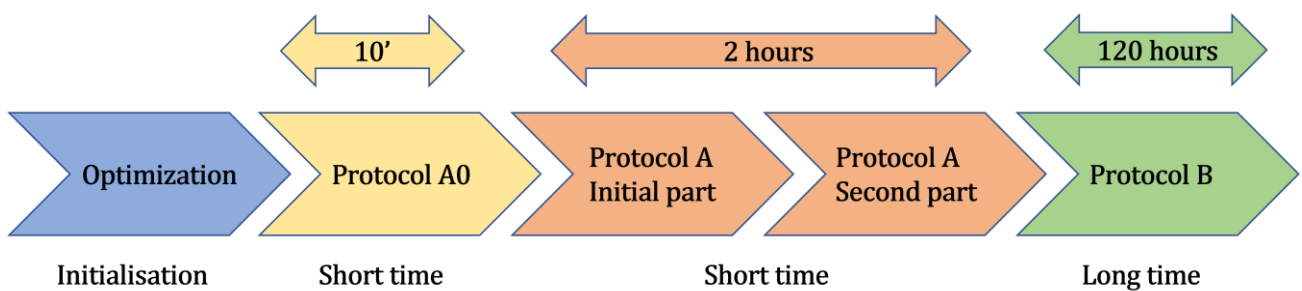 10’
2 hours
120 hours
Optimization
Protocol A0
Protocol A
Initial part
Protocol A
Second part
Protocol B
Initialisation
Short time
Short time
Long time